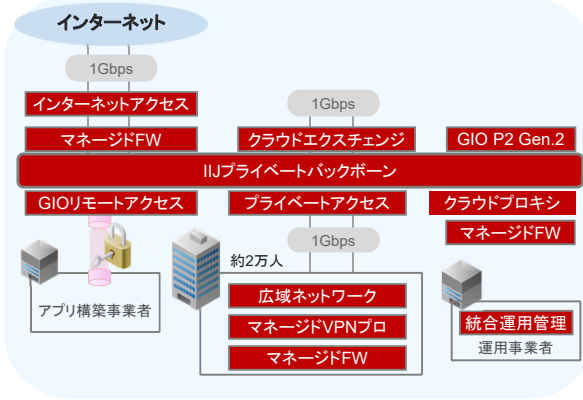 インターネット
1Gbps
インターネットアクセス
1Gbps
マネージドFW
クラウドエクスチェンジ
GIO P2 Gen.2
IIJプライベートバックボーン
GIOリモートアクセス
プライベートアクセス
クラウドプロキシ
マネージドFW
1Gbps
約2万人
アプリ構築事業者
広域ネットワーク
マネージドVPNプロ
マネージドFW
統合運用管理
運用事業者